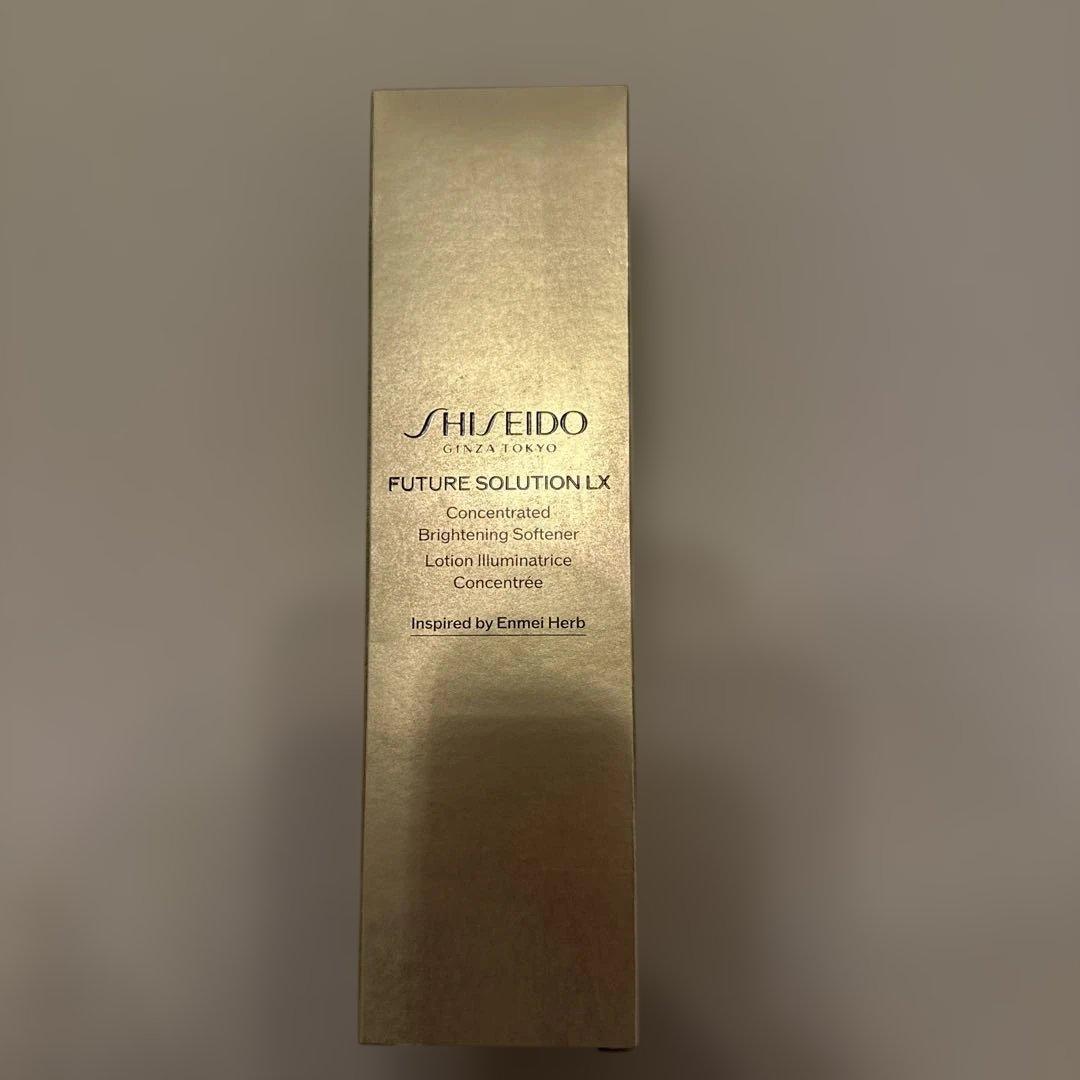 SHISEIDO
GINZA TOKYO
FUTURE SOLUTION LX
Concentrated
Brightening Softener
Lotion Illuminatrice
Concentrée
Inspired by Enmei Herb